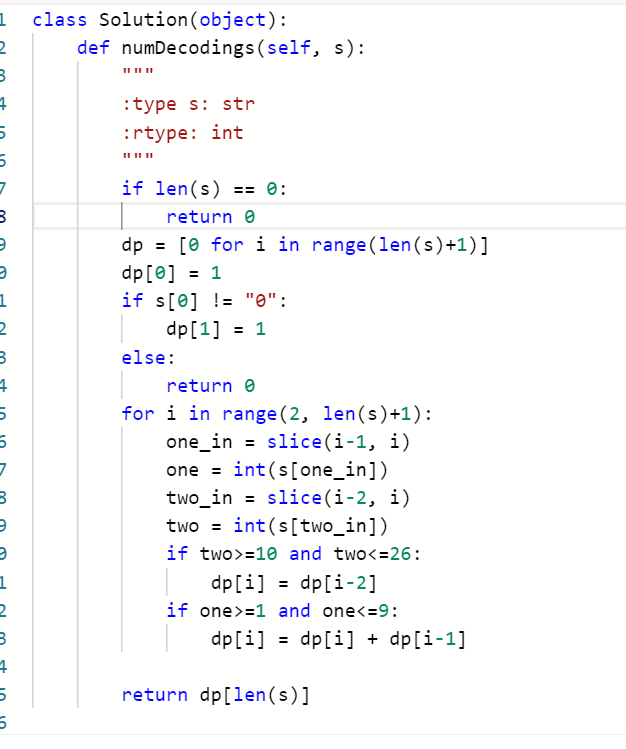 1 class Solution(object):
2     def numDecodings(self, s):
3         """
4         :type s: str
5         :rtype: int
6         """
7         if len(s) == 0:
8             return 0
9         dp = [0 for i in range(len(s)+1)]
0         dp[0] = 1
1         if s[0] != "0":
2             dp[1] = 1
3         else:
4             return 0
5         for i in range(2, len(s)+1):
6             one_in = slice(i-1, i)
7             one = int(s[one_in])
8             two_in = slice(i-2, i)
9             two = int(s[two_in])
0             if two>=10 and two<=26:
1                 dp[i] = dp[i-2]
2             if one>=1 and one<=9:
3                 dp[i] = dp[i] + dp[i-1]
4
5         return dp[len(s)]
6